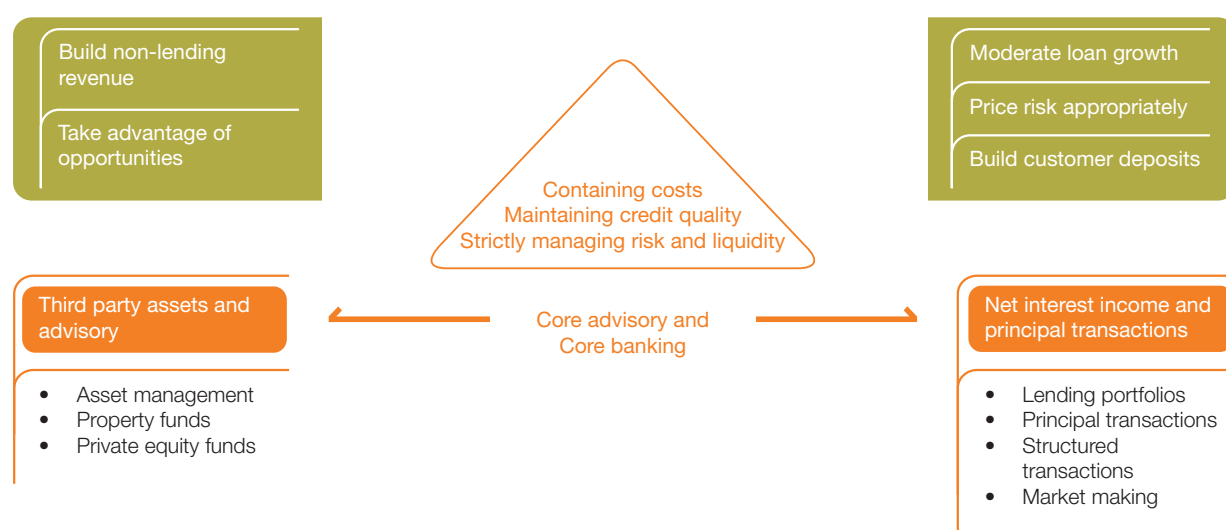 Build non-lending
revenue
Take advantage of
opportunities
Containing costs
Maintaining credit quality
Strictly managing risk and liquidity
Moderate loan growth
Price risk appropriately
Build customer deposits
Third party assets and
advisory
• Asset management
• Property funds
• Private equity funds
Core advisory and
Core banking
Net interest income and
principal transactions
• Lending portfolios
• Principal transactions
• Structured
transactions
• Market making